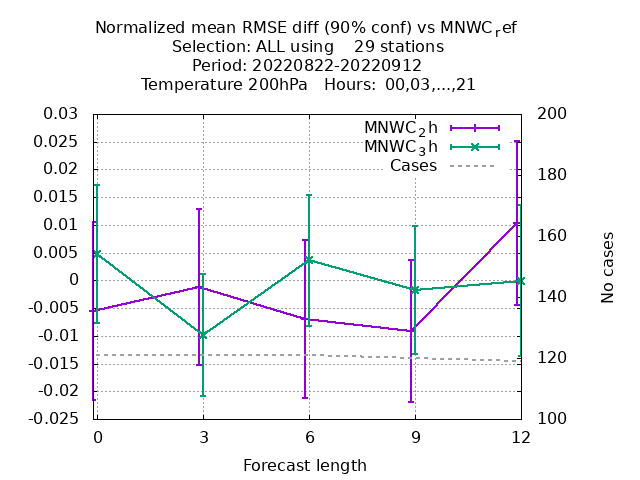 Normalized mean RMSE diff (90% conf) vs MNWCref
Selection: ALL using    29 stations
Period: 20220822-20220912
Temperature 200hPa   Hours: 00,03,...,21
0.03
0.025
0.02
0.015
0.01
0.005
0
-0.005
-0.01
-0.015
-0.02
-0.025
200
180
160
140
120
100
MNWC2h
MNWC3h
Cases
No cases
0 3 6 9 12
Forecast length